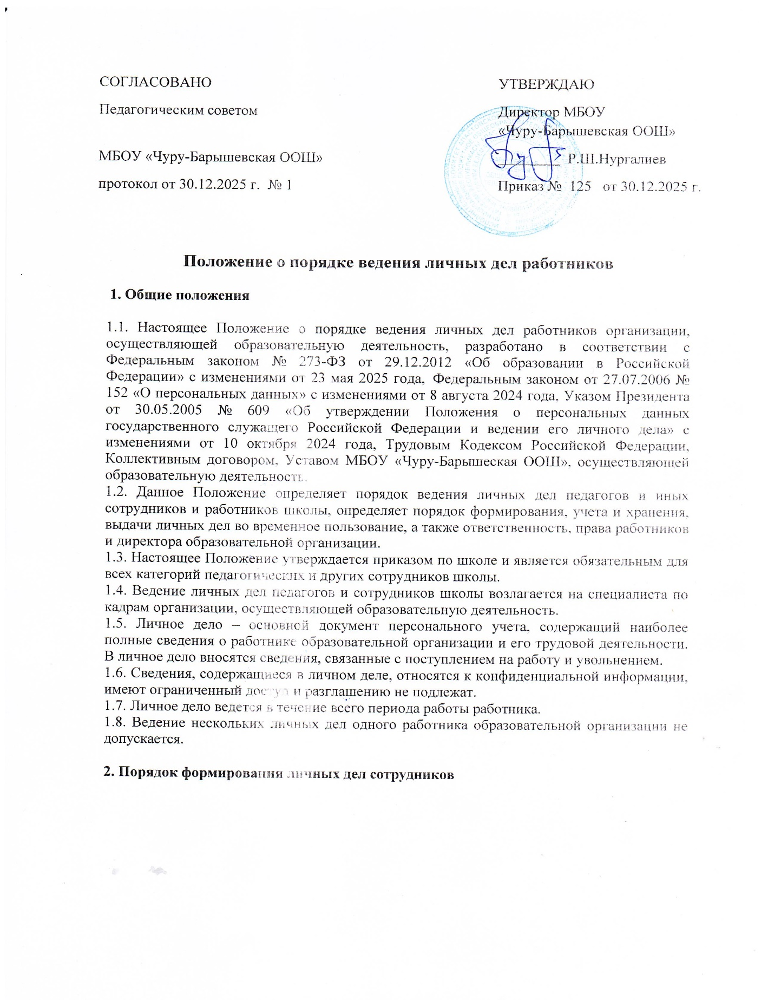 СОГЛАСОВАНО
Педагогическим советом
МБОУ «Чуру-Барышевская ООШ»
протокол от 30.12.2025 г. № 1
УТВЕРЖДАЮ
Директор МБОУ
«Чуру-Барышевская ООШ»
Р.Ш.Нургалиев
Приказ № 125 от 30.12.2025 г.
Положение о порядке ведения личных дел работников
1. Общие положения
1.1. Настоящее Положение о порядке ведения личных дел работников организации,
осуществляющей образовательную деятельность, разработано в соответствии с
Федеральным законом № 273-ФЗ от 29.12.2012 «Об образовании в Российской
Федерации» с изменениями от 23 мая 2025 года, Федеральным законом от 27.07.2006 №
152 «О персональных данных» с изменениями от 8 августа 2024 года, Указом Президента
от 30.05.2005 № 609 «Об утверждении Положения о персональных данных
государственного служащего Российской Федерации и ведении его личного дела» с
изменениями от 10 октября 2024 года, Трудовым Кодексом Российской Федерации,
Коллективным договором, Уставом МБОУ «Чуру-Барышеская ООШ», осуществляющей
образовательную деятельность.
1.2. Данное Положение определяет порядок ведения личных дел педагогов и иных
сотрудников и работников школы, определяет порядок формирования, учета и хранения,
выдачи личных дел во временное пользование, а также ответственность, права работников
и директора образовательной организации.
1.3. Настоящее Положение утверждается приказом по школе и является обязательным для
всех категорий педагогических и других сотрудников школы.
1.4. Ведение личных дел педагогов и сотрудников школы возлагается на специалиста по
кадрам организации, осуществляющей образовательную деятельность.
1.5. Личное дело – основной документ персонального учета, содержащий наиболее
полные сведения о работнике образовательной организации и его трудовой деятельности.
В личное дело вносятся сведения, связанные с поступлением на работу и увольнением.
1.6. Сведения, содержащиеся в личном деле, относятся к конфиденциальной информации,
имеют ограниченный доступ и разглашению не подлежат.
1.7. Личное дело ведется в течение всего периода работы работника.
1.8. Ведение нескольких личных дел одного работника образовательной организации не
допускается.
2. Порядок формирования личных дел сотрудников